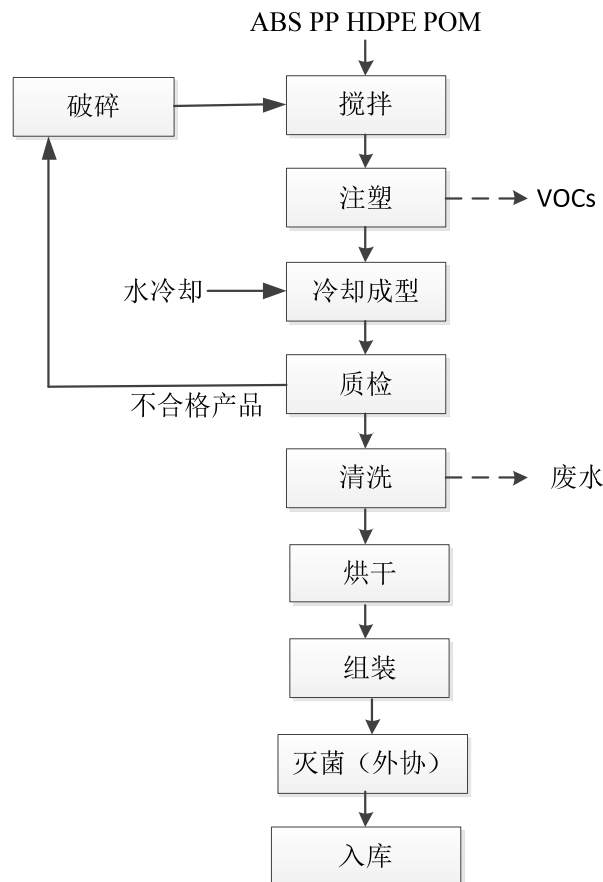 ABS PP HDPE POM
破碎
搅拌
注塑
VOCs
水冷却
冷却成型
质检
不合格产品
清洗
废水
烘干
组装
灭菌（外协）
入库